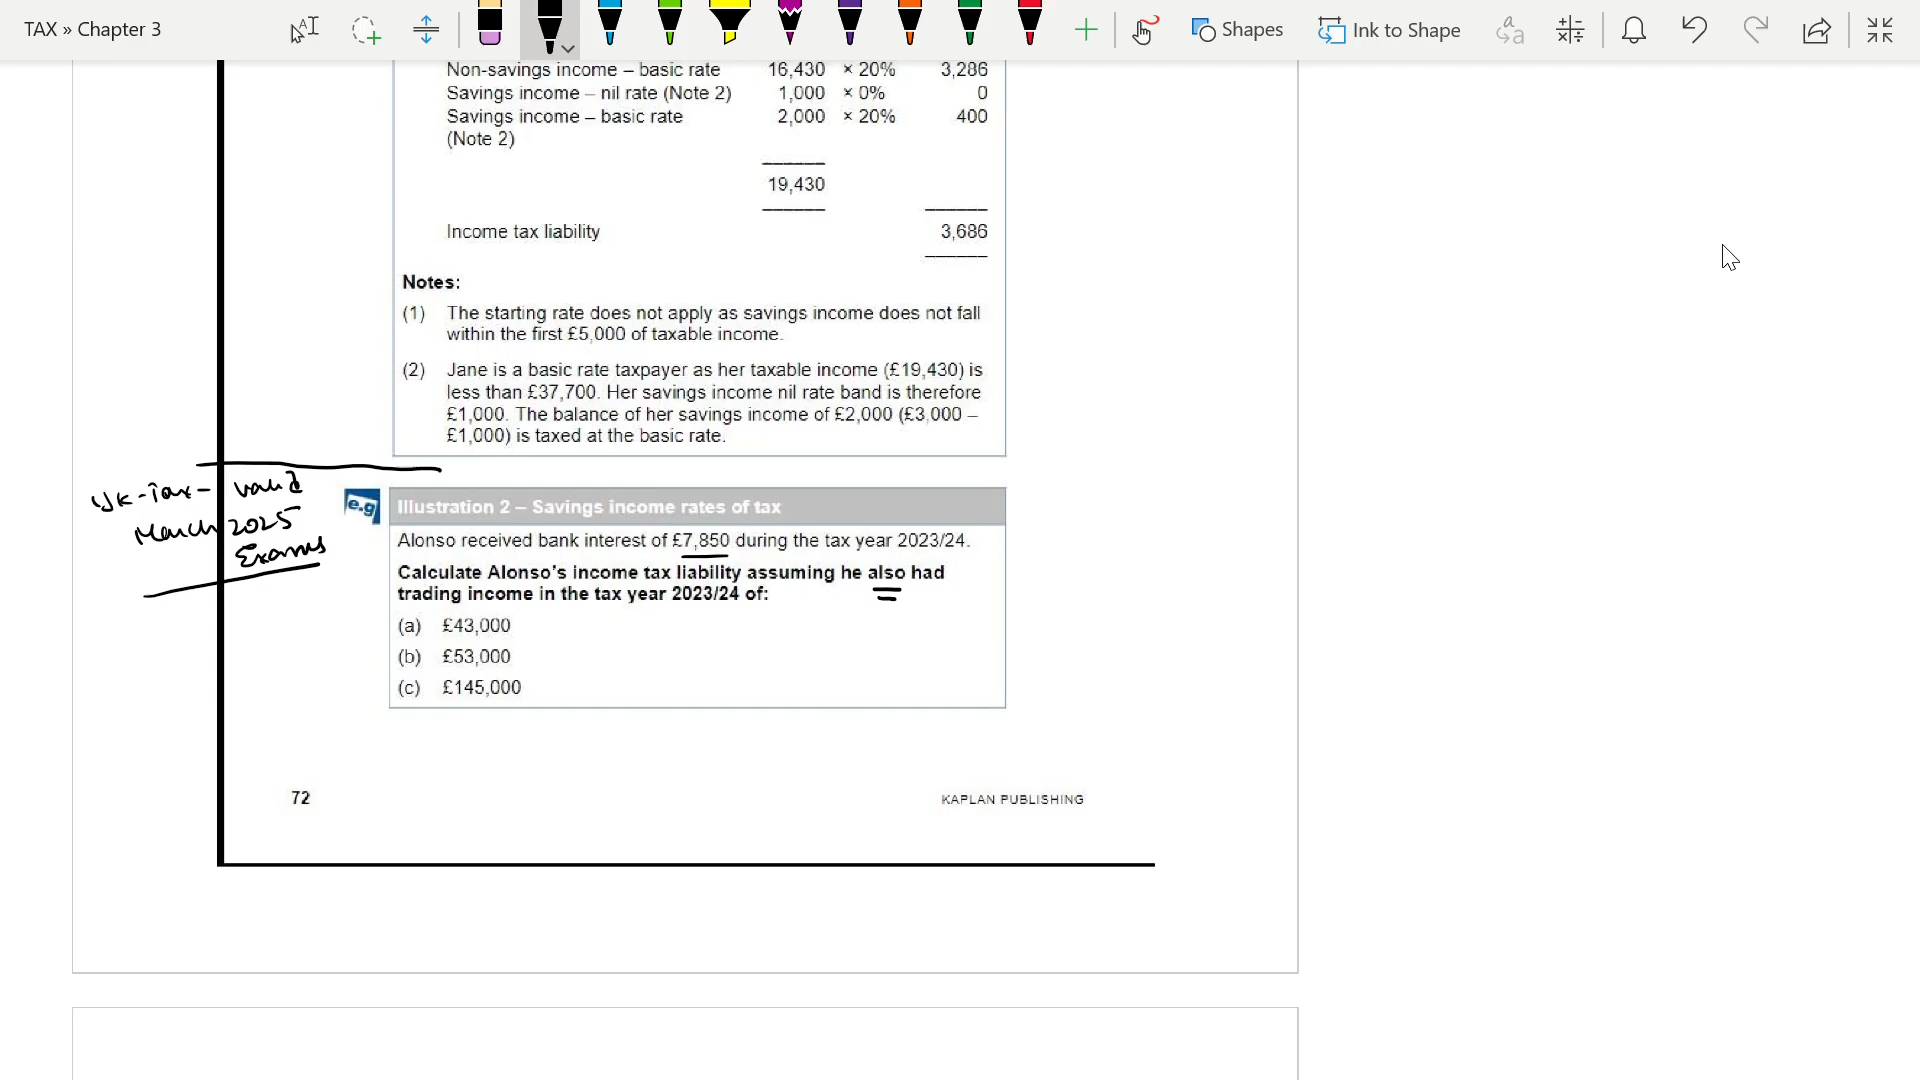 TAX » Chapter 3
Shapes
Ink to Shape
Non-savings income – basic rate 16,430 × 20% 3,286
Savings income – nil rate (Note 2) 1,000 × 0% 0
Savings income – basic rate 2,000 × 20% 400
(Note 2)
19,430
Income tax liability 3,686
Notes:
(1) The starting rate does not apply as savings income does not fall
within the first £5,000 of taxable income.
(2) Jane is a basic rate taxpayer as her taxable income (£19,430) is
less than £37,700. Her savings income nil rate band is therefore
£1,000. The balance of her savings income of £2,000 (£3,000 –
£1,000) is taxed at the basic rate.
UK-Tax- Valid
March 2025
Exams
e.g
Illustration 2 – Savings income rates of tax
Alonso received bank interest of £7,850 during the tax year 2023/24.
Calculate Alonso's income tax liability assuming he also had
trading income in the tax year 2023/24 of:
(a) £43,000
(b) £53,000
(c) £145,000
72
KAPLAN PUBLISHING